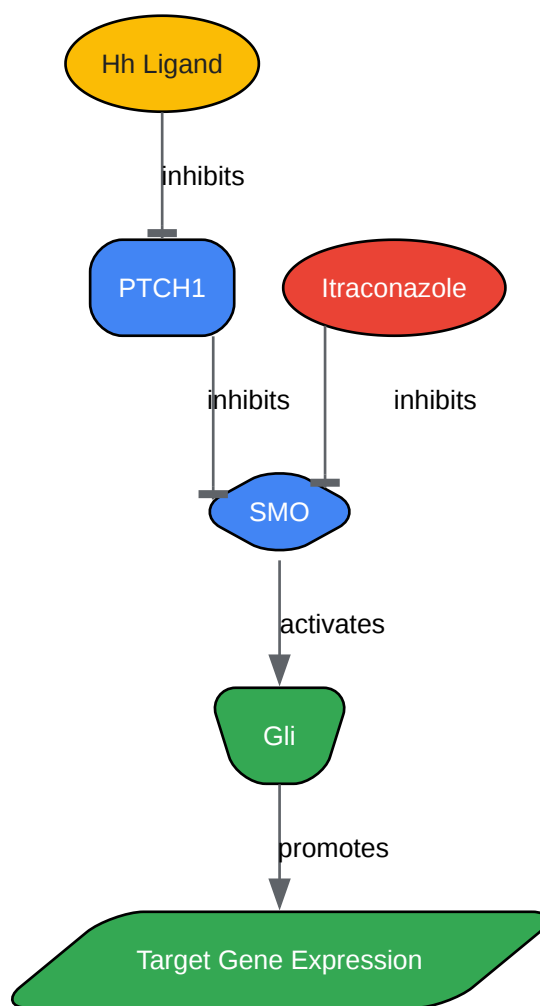 Hh Ligand
inhibits
PTCH1
Itraconazole
inhibits
inhibits
SMO
activates
Gli
promotes
Target Gene Expression